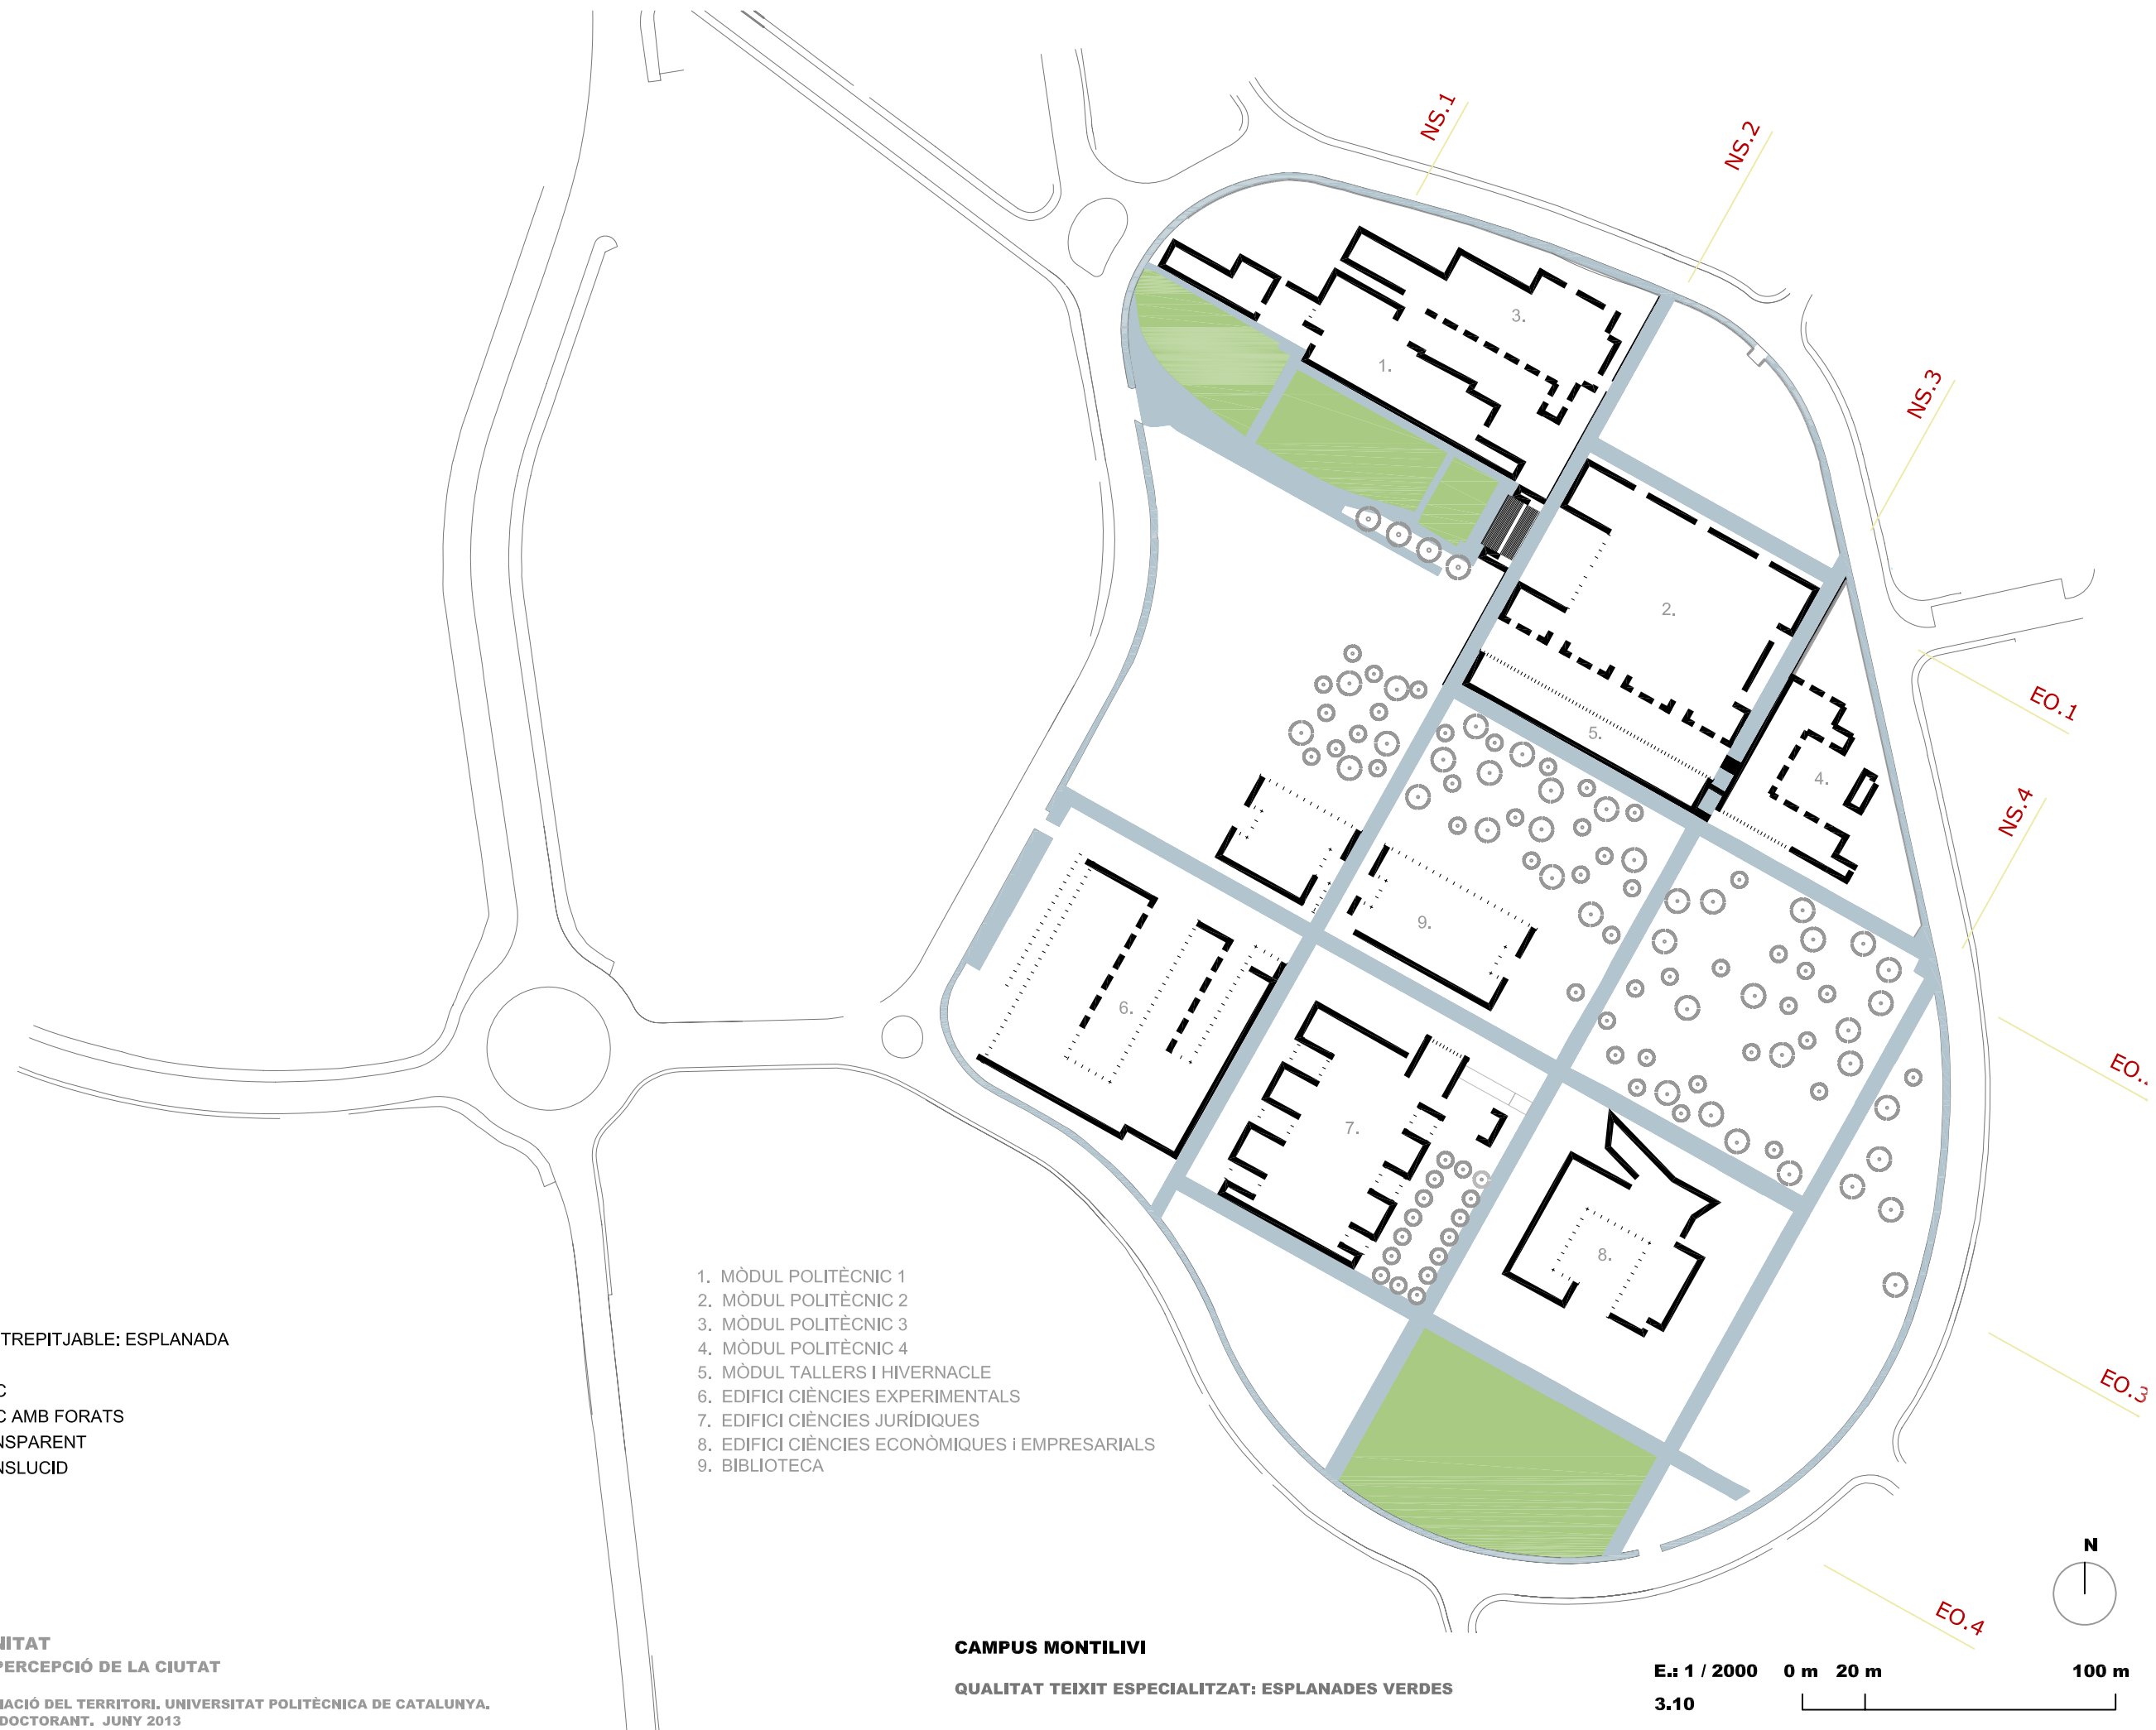 NS.1
NS.2
NS.3
3.
1.
2.
EO.1
5.
4.
NS.4
9.
6.
EO..
7.
8.
EO.3
1. MÒDUL POLITÈCNIC 1
2. MÒDUL POLITÈCNIC 2
3. MÒDUL POLITÈCNIC 3
4. MÒDUL POLITÈCNIC 4
5. MÒDUL TALLERS I HIVERNACLE
6. EDIFICI CIÈNCIES EXPERIMENTALS
7. EDIFICI CIÈNCIES JURÍDIQUES
8. EDIFICI CIÈNCIES ECONÒMIQUES i EMPRESARIALS
9. BIBLIOTECA
TREPITJABLE: ESPLANADA
C
C AMB FORATS
NSPARENT
NSLUCID
EO.4
N
NITAT
PERCEPCIÓ DE LA CIUTAT
IACIÓ DEL TERRITORI. UNIVERSITAT POLITÈCNICA DE CATALUNYA.
DOCTORANT. JUNY 2013
CAMPUS MONTILIVI
QUALITAT TEIXIT ESPECIALITZAT: ESPLANADES VERDES
E.: 1 / 2000 0 m 20 m 100 m
3.10